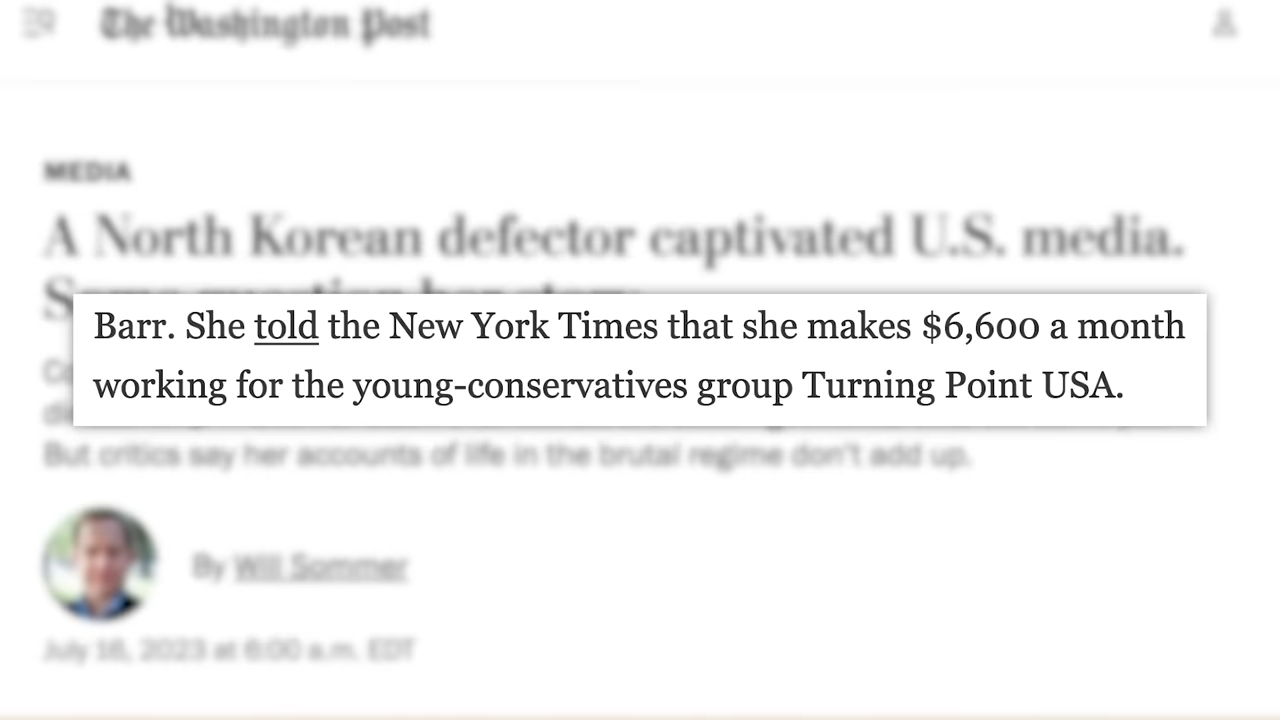 The Washington Post
MEDIA
A North Korean defector captivated U.S. media.
Barr. She told the New York Times that she makes $6,600 a month
working for the young-conservatives group Turning Point USA.
But critics say her accounts of life in the brutal regime don't add up.
By Will Sommer
July 16, 2023 at 6:00 a.m. EDT